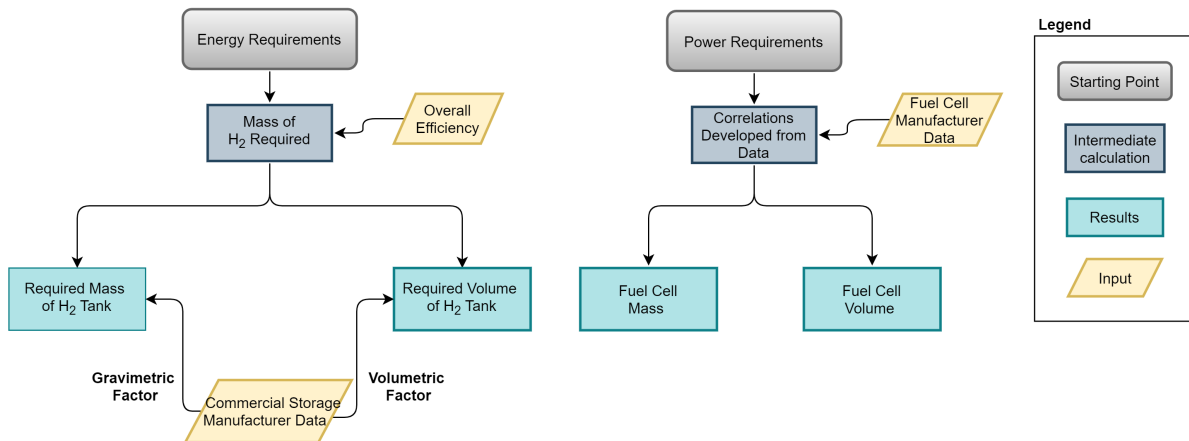 Energy Requirements
Mass of
H2 Required
Overall
Efficiency
Required Mass
of H2 Tank
Required Volume
of H2 Tank
Gravimetric
Factor
Volumetric
Factor
Commercial Storage
Manufacturer Data
Power Requirements
Correlations
Developed from
Data
Fuel Cell
Manufacturer
Data
Fuel Cell
Mass
Fuel Cell
Volume
Legend
Starting Point
Intermediate
calculation
Results
Input